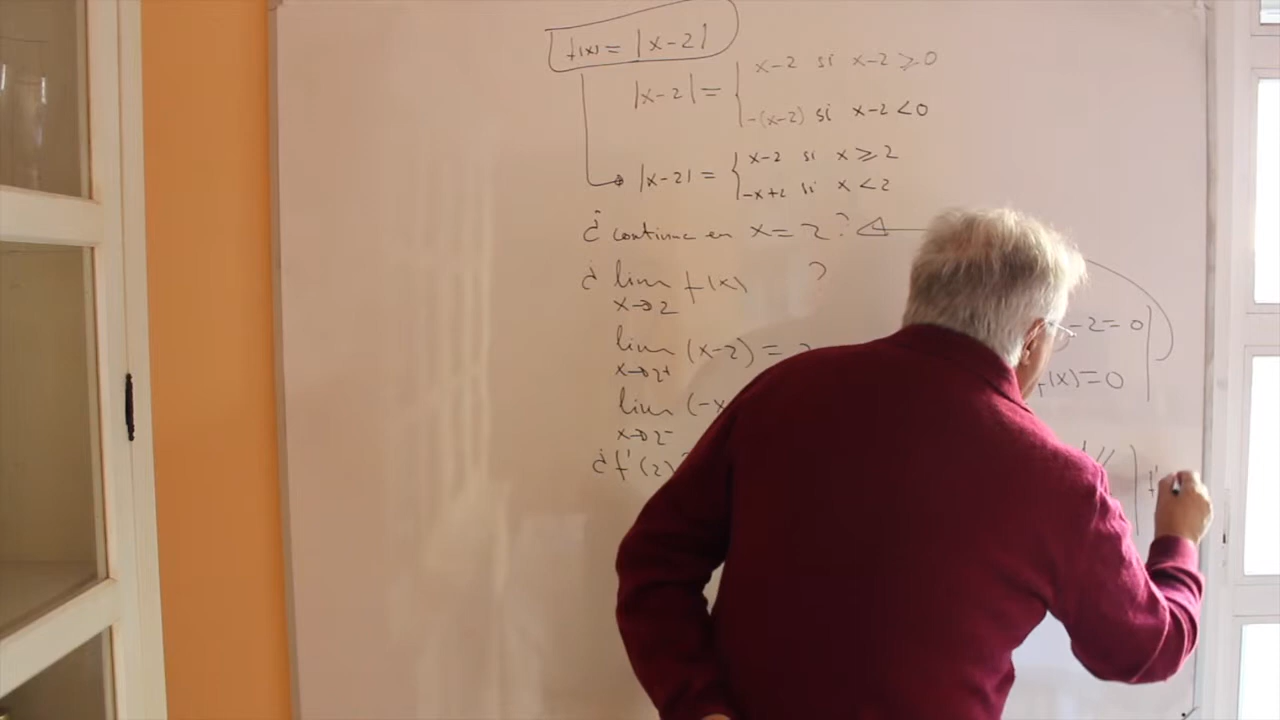 f(x) = |x-2|
|x-2| = { x-2 si x-2 ⩾ 0
-(x-2) si x-2 < 0
|x-2| = { x-2 si x ⩾ 2
-x+2 si x < 2
¿continua en x = 2?
¿ lim f(x) ?
x→2
lim (x-2) =
x→2+
lim (-x
x→2-
¿f'(2)
-2 = 0
f(x) = 0